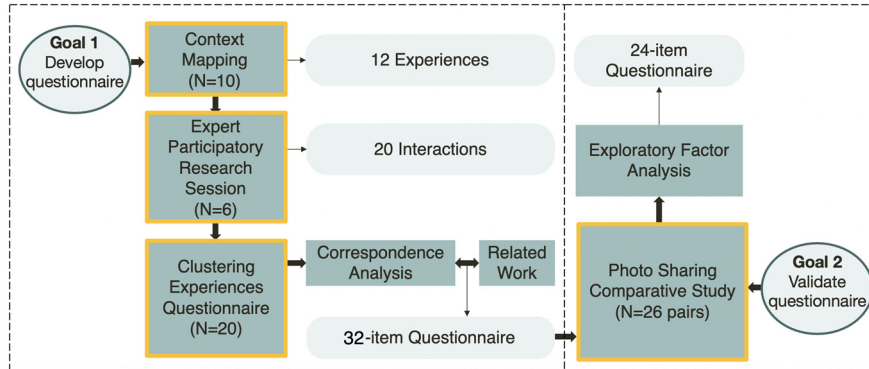 Goal 1
Develop
questionnaire
Context
Mapping
(N=10)
12 Experiences
Expert
Participatory
Research
Session
(N=6)
20 Interactions
Clustering
Experiences
Questionnaire
(N=20)
Correspondence
Analysis
Related
Work
32-item Questionnaire
24-item
Questionnaire
Exploratory Factor
Analysis
Photo Sharing
Comparative Study
(N=26 pairs)
Goal 2
Validate
questionnaire